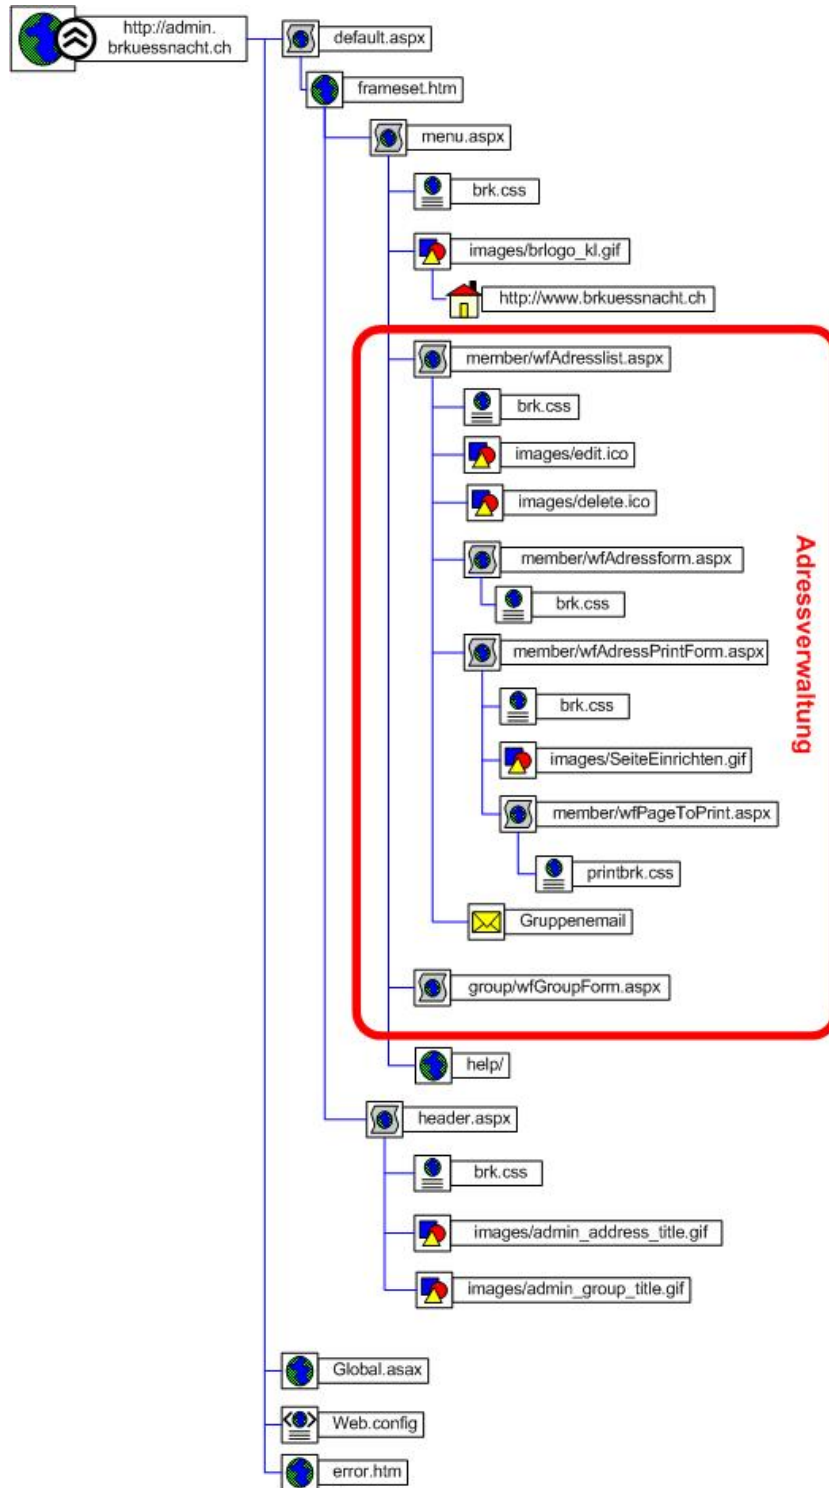 http://admin.
brkuessnacht.ch
default.aspx
frameset.htm
menu.aspx
brk.css
images/brlogo_kl.gif
http://www.brkuessnacht.ch
member/wfAdresslist.aspx
brk.css
images/edit.ico
images/delete.ico
member/wfAdressform.aspx
brk.css
member/wfAdressPrintForm.aspx
brk.css
images/SeiteEinrichten.gif
member/wfPageToPrint.aspx
printbrk.css
Gruppenemail
group/wfGroupForm.aspx
Adressverwaltung
help/
header.aspx
brk.css
images/admin_address_title.gif
images/admin_group_title.gif
Global.asax
Web.config
error.htm